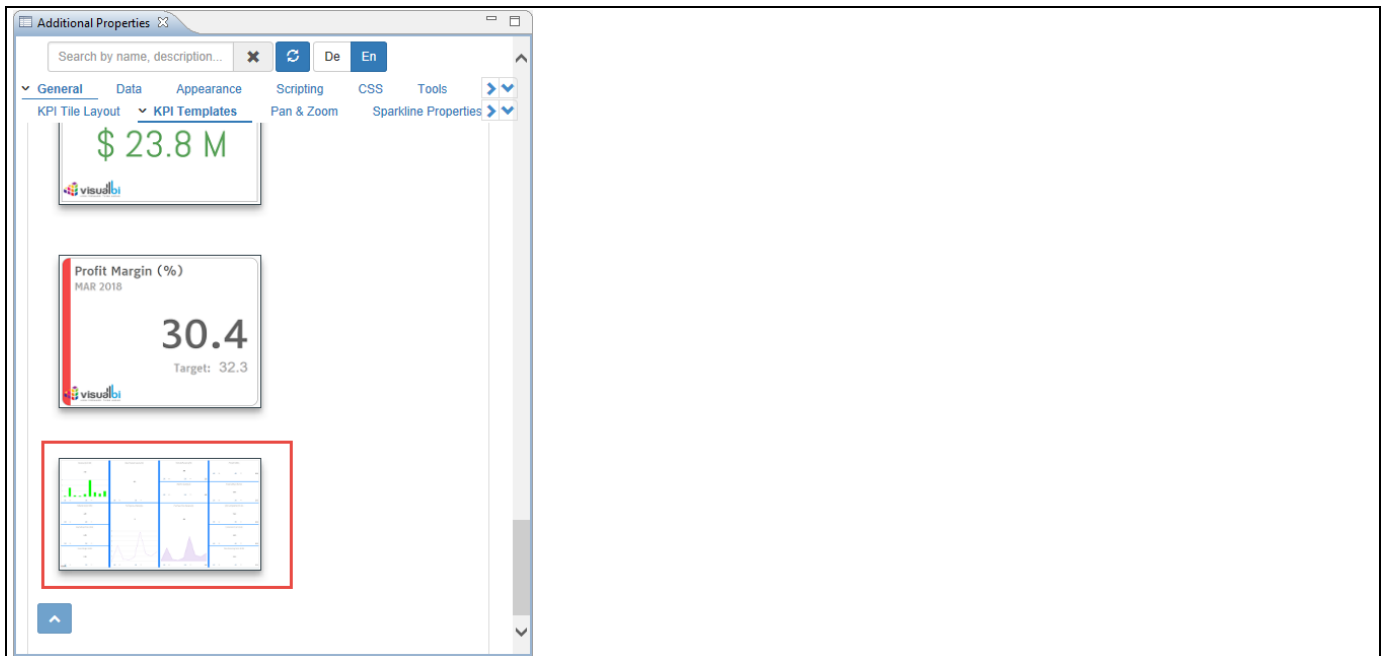 Additional Properties
Search by name, description... De En
General Data Appearance Scripting CSS Tools
KPI Tile Layout KPI Templates Pan & Zoom Sparkline Properties
$ 23.8 M
visualbi
Profit Margin (%)
MAR 2018
30.4
Target: 32.3
visualbi